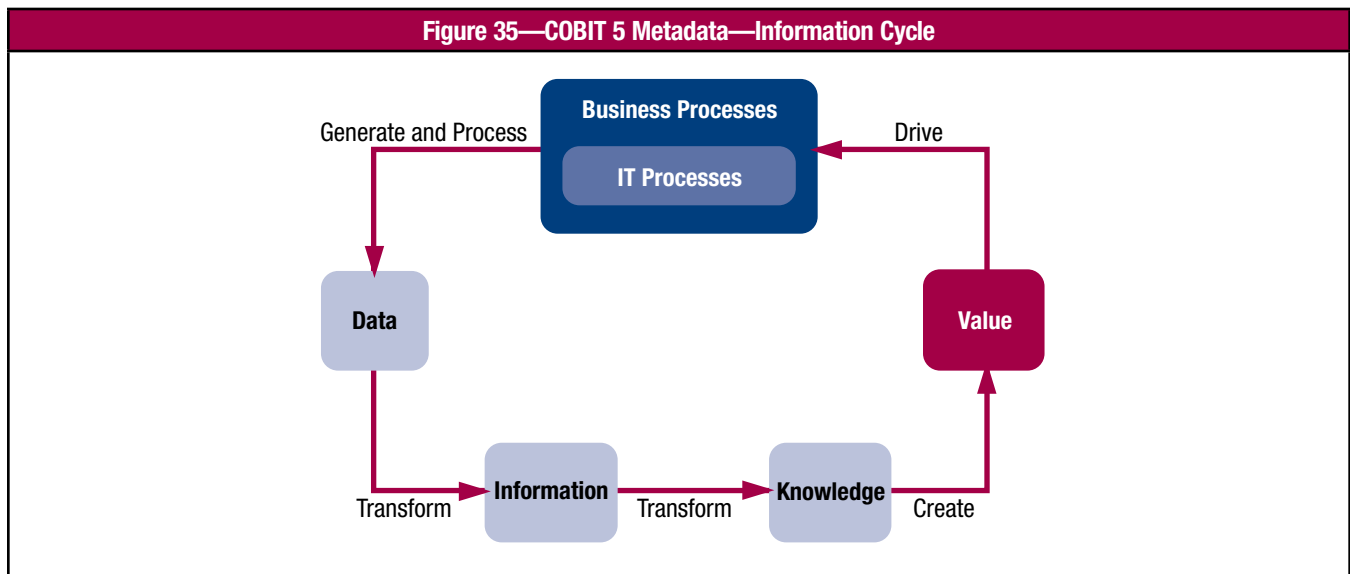 Figure 35—COBIT 5 Metadata—Information Cycle
Business Processes
Generate and Process
Drive
IT Processes
Data
Value
Information
Knowledge
Transform
Transform
Create